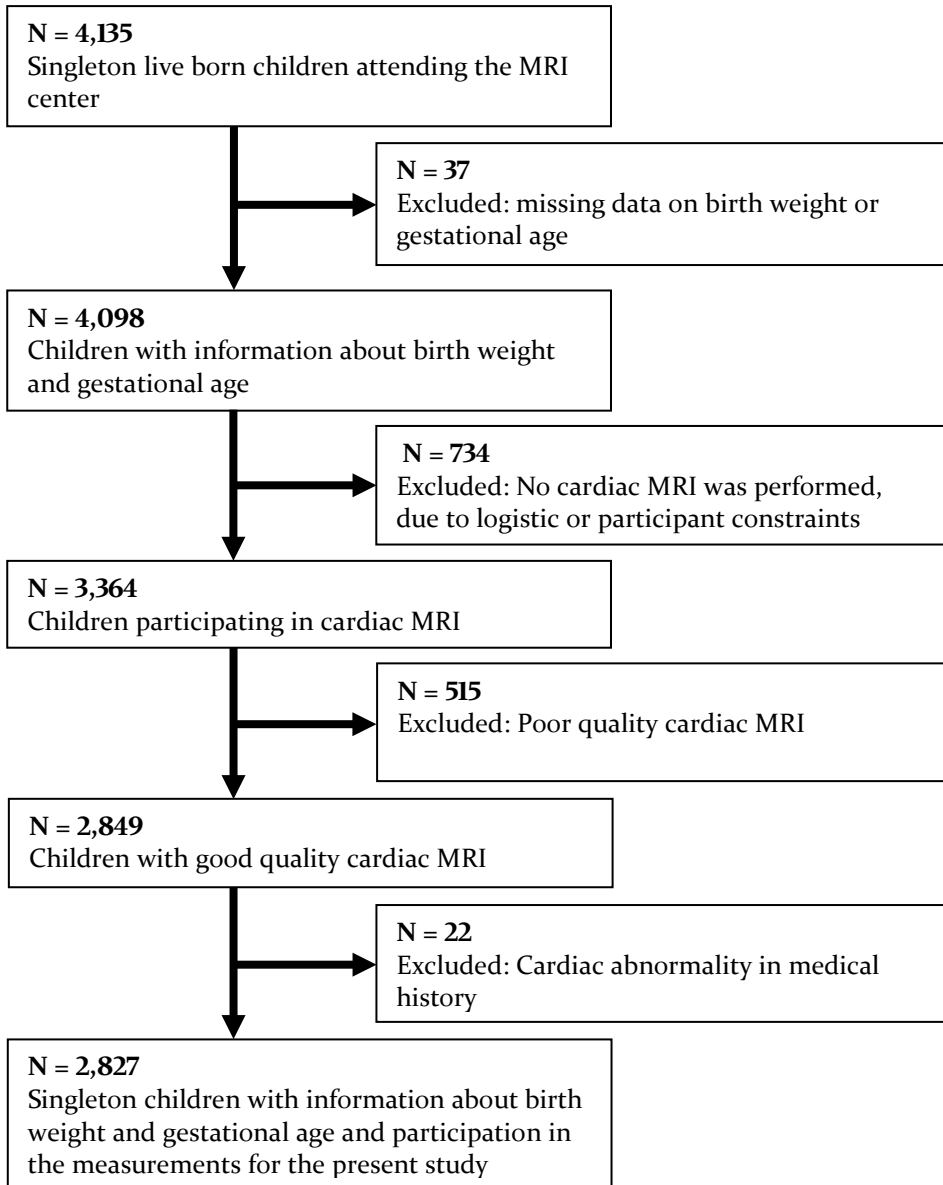 N = 4,135
Singleton live born children attending the MRI
center
N = 37
Excluded: missing data on birth weight or
gestational age
N = 4,098
Children with information about birth weight
and gestational age
N = 734
Excluded: No cardiac MRI was performed,
due to logistic or participant constraints
N = 3,364
Children participating in cardiac MRI
N = 515
Excluded: Poor quality cardiac MRI
N = 2,849
Children with good quality cardiac MRI
N = 22
Excluded: Cardiac abnormality in medical
history
N = 2,827
Singleton children with information about birth
weight and gestational age and participation in
the measurements for the present study